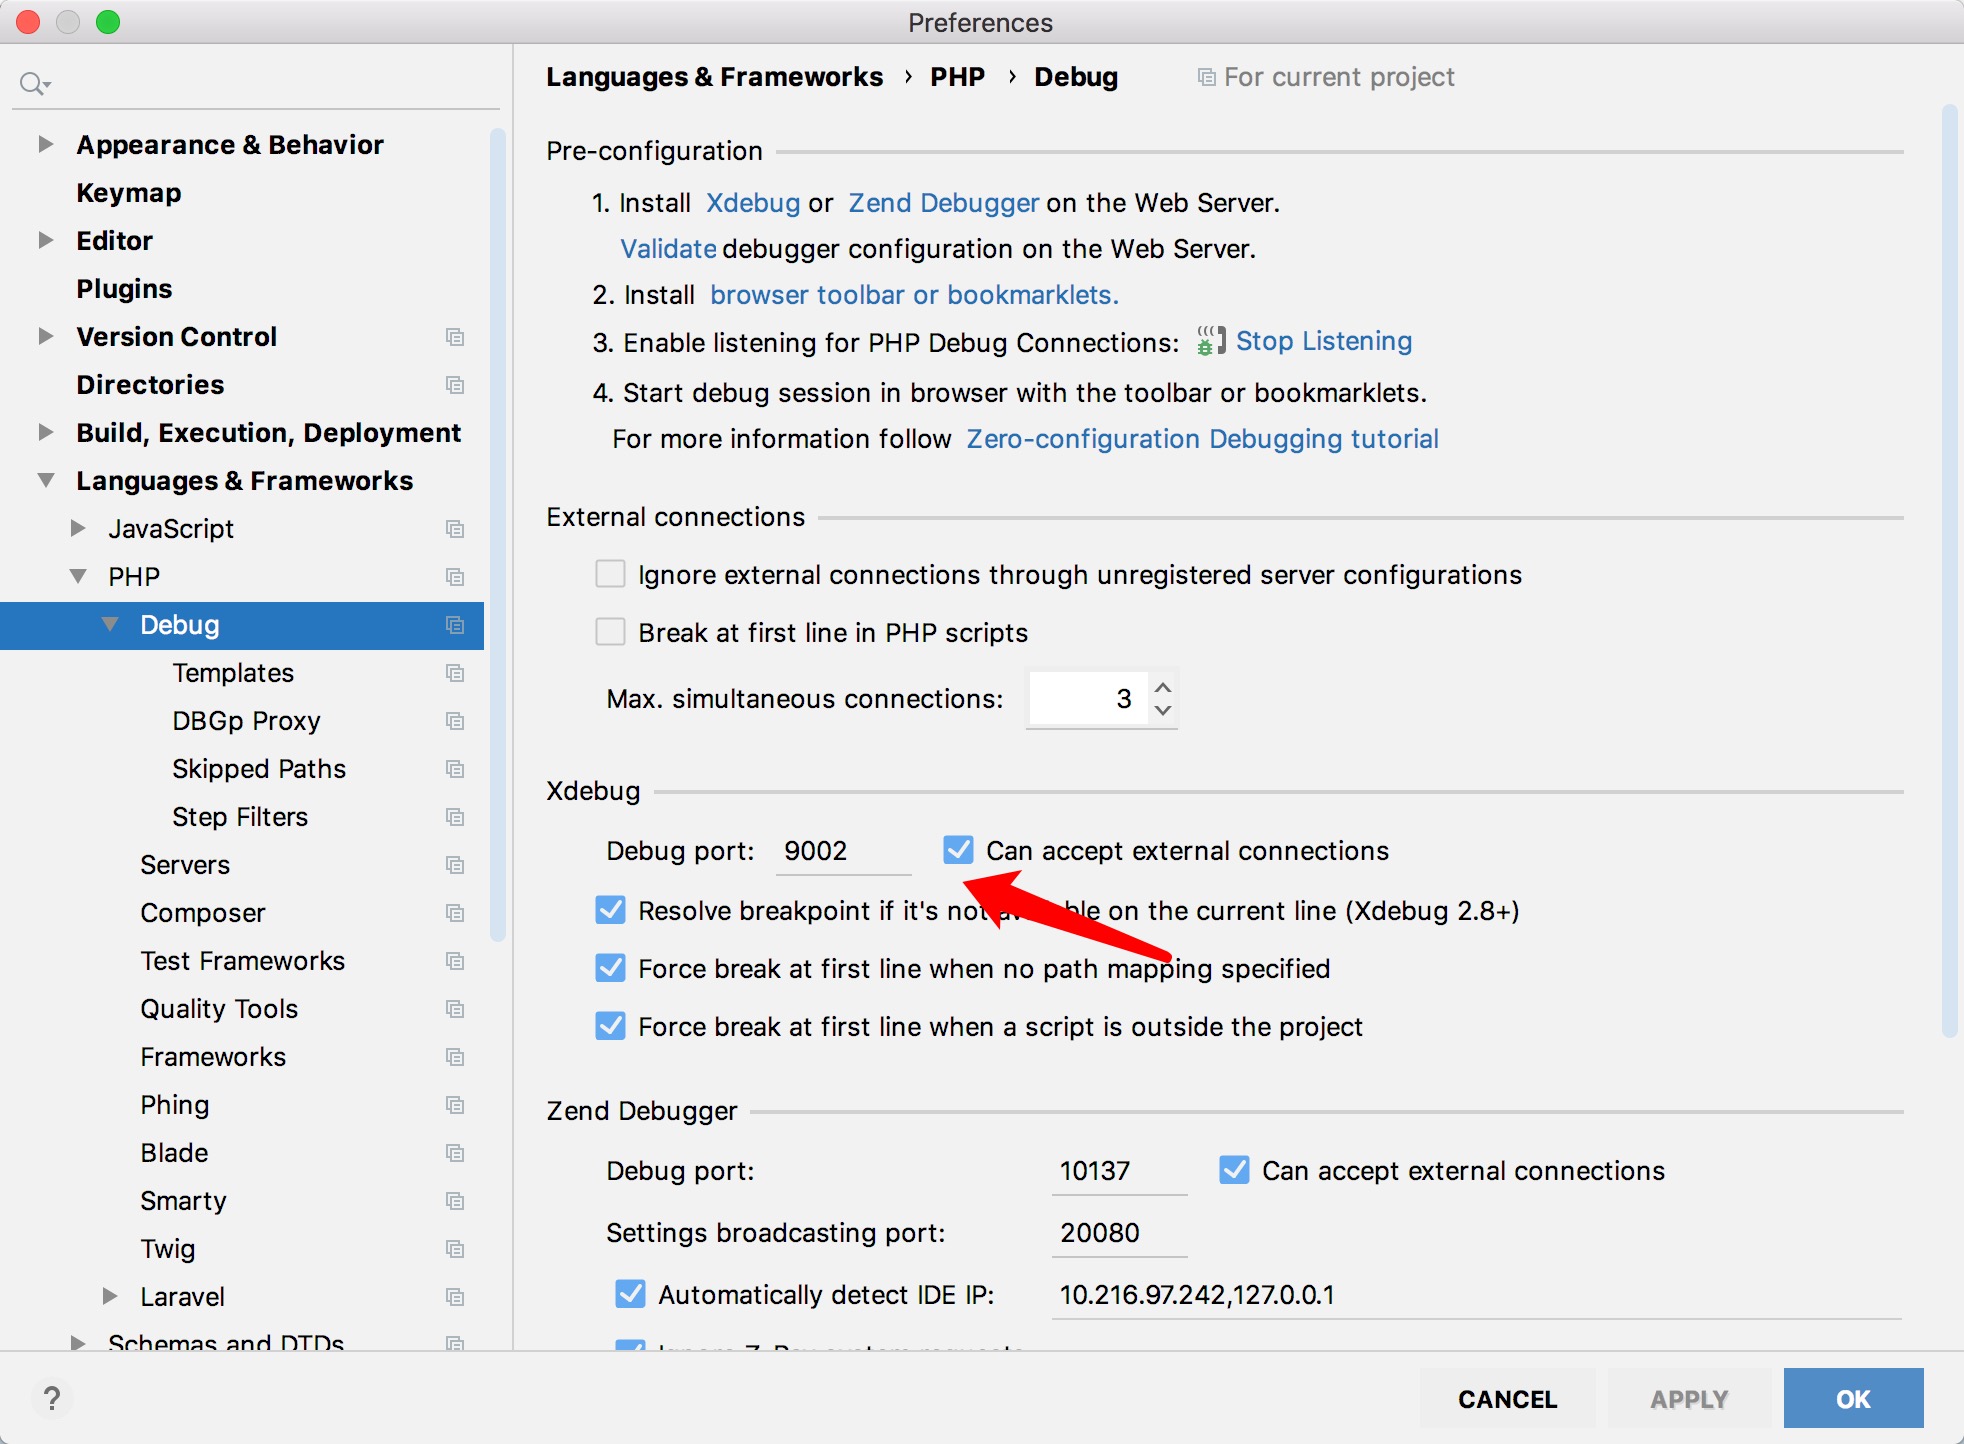 Preferences
Appearance & Behavior
Keymap
Editor
Plugins
Version Control
Directories
Build, Execution, Deployment
Languages & Frameworks
JavaScript
PHP
Debug
Templates
DBGp Proxy
Skipped Paths
Step Filters
Servers
Composer
Test Frameworks
Quality Tools
Frameworks
Phing
Blade
Smarty
Twig
Laravel
Schemas and DTDs
?
Languages & Frameworks › PHP › Debug For current project
Pre-configuration
1. Install Xdebug or Zend Debugger on the Web Server.
Validate debugger configuration on the Web Server.
2. Install browser toolbar or bookmarklets.
3. Enable listening for PHP Debug Connections: Stop Listening
4. Start debug session in browser with the toolbar or bookmarklets.
For more information follow Zero-configuration Debugging tutorial
External connections
Ignore external connections through unregistered server configurations
Break at first line in PHP scripts
Max. simultaneous connections: 3
Xdebug
Debug port: 9002 Can accept external connections
Resolve breakpoint if it's not available on the current line (Xdebug 2.8+)
Force break at first line when no path mapping specified
Force break at first line when a script is outside the project
Zend Debugger
Debug port: 10137 Can accept external connections
Settings broadcasting port: 20080
Automatically detect IDE IP: 10.216.97.242,127.0.0.1
CANCEL APPLY OK